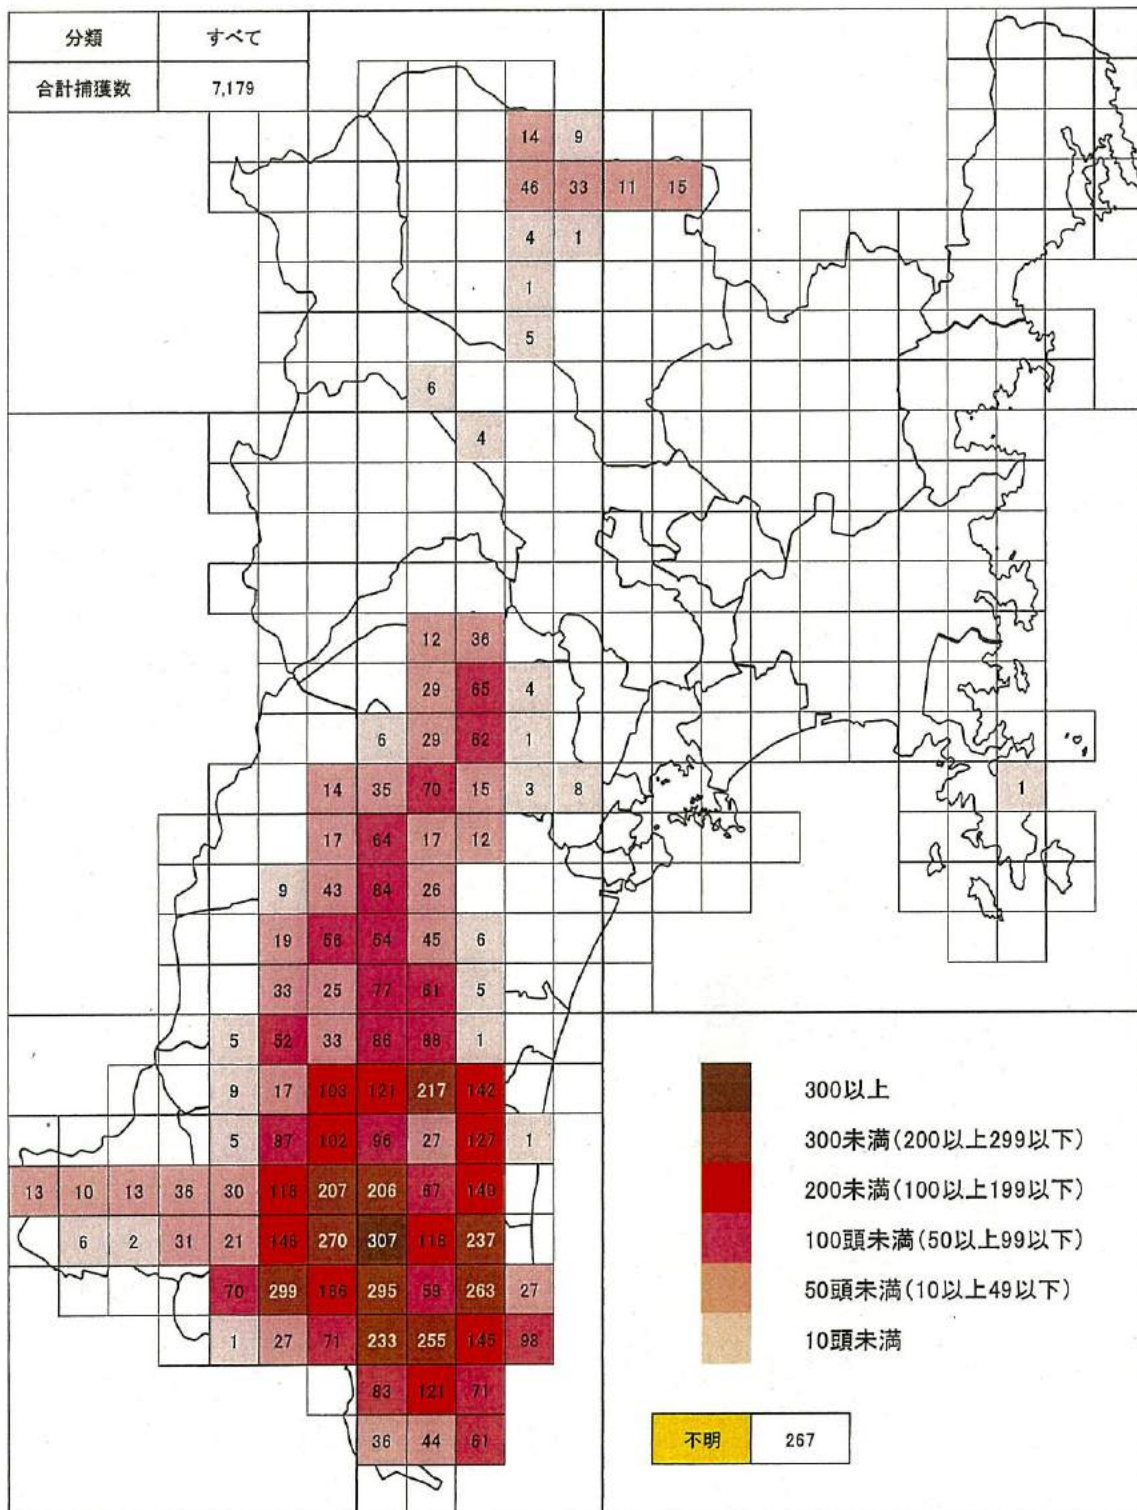 分類 すべて
合計捕獲数 7,179
14 9
46 33 11 15
4 1
1
5
6
4
12 36
29 65 4
6 29 62 1
14 35 70 15 3 8 1
17 64 17 12
9 43 84 26
19 56 54 45 6
33 25 77 61 5
5 52 33 86 88 1
9 17 103 121 217 142
300以上
5 87 102 96 27 127 1
300未満(200以上299以下)
13 10 13 36 30 207 206 67
200未満(100以上199以下)
6 2 31 21 270 307 237
100頭未満(50以上99以下)
70 299 295 59 263 27
50頭未満(10以上49以下)
1 27 71 233 255 145 98
10頭未満
83 121 71
36 44 61
不明 267